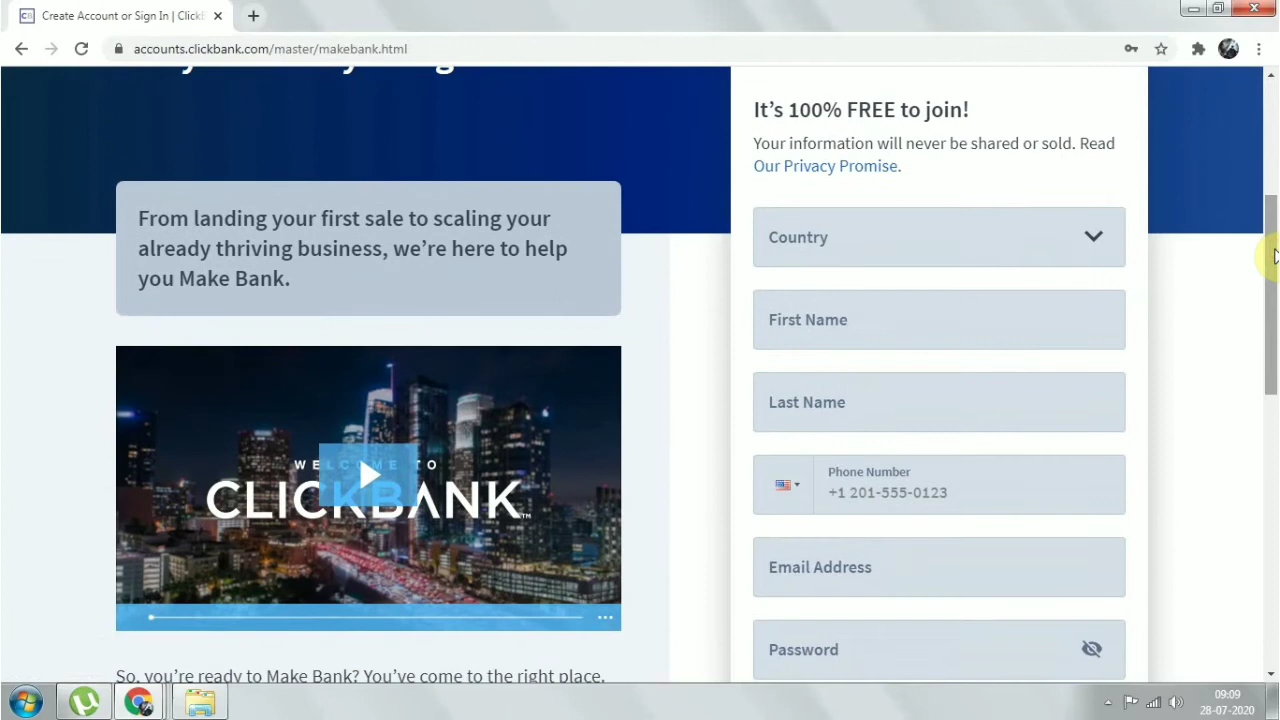 Create Account or Sign In | Click
accounts.clickbank.com/master/makebank.html
It's 100% FREE to join!
Your information will never be shared or sold. Read
Our Privacy Promise.
From landing your first sale to scaling your
already thriving business, we're here to help
you Make Bank.
Country
First Name
Last Name
Phone Number
+1 201-555-0123
Email Address
Password
WELCOME TO
CLICKBANK™
So, you're ready to Make Bank? You've come to the right place.
09:09
28-07-2020